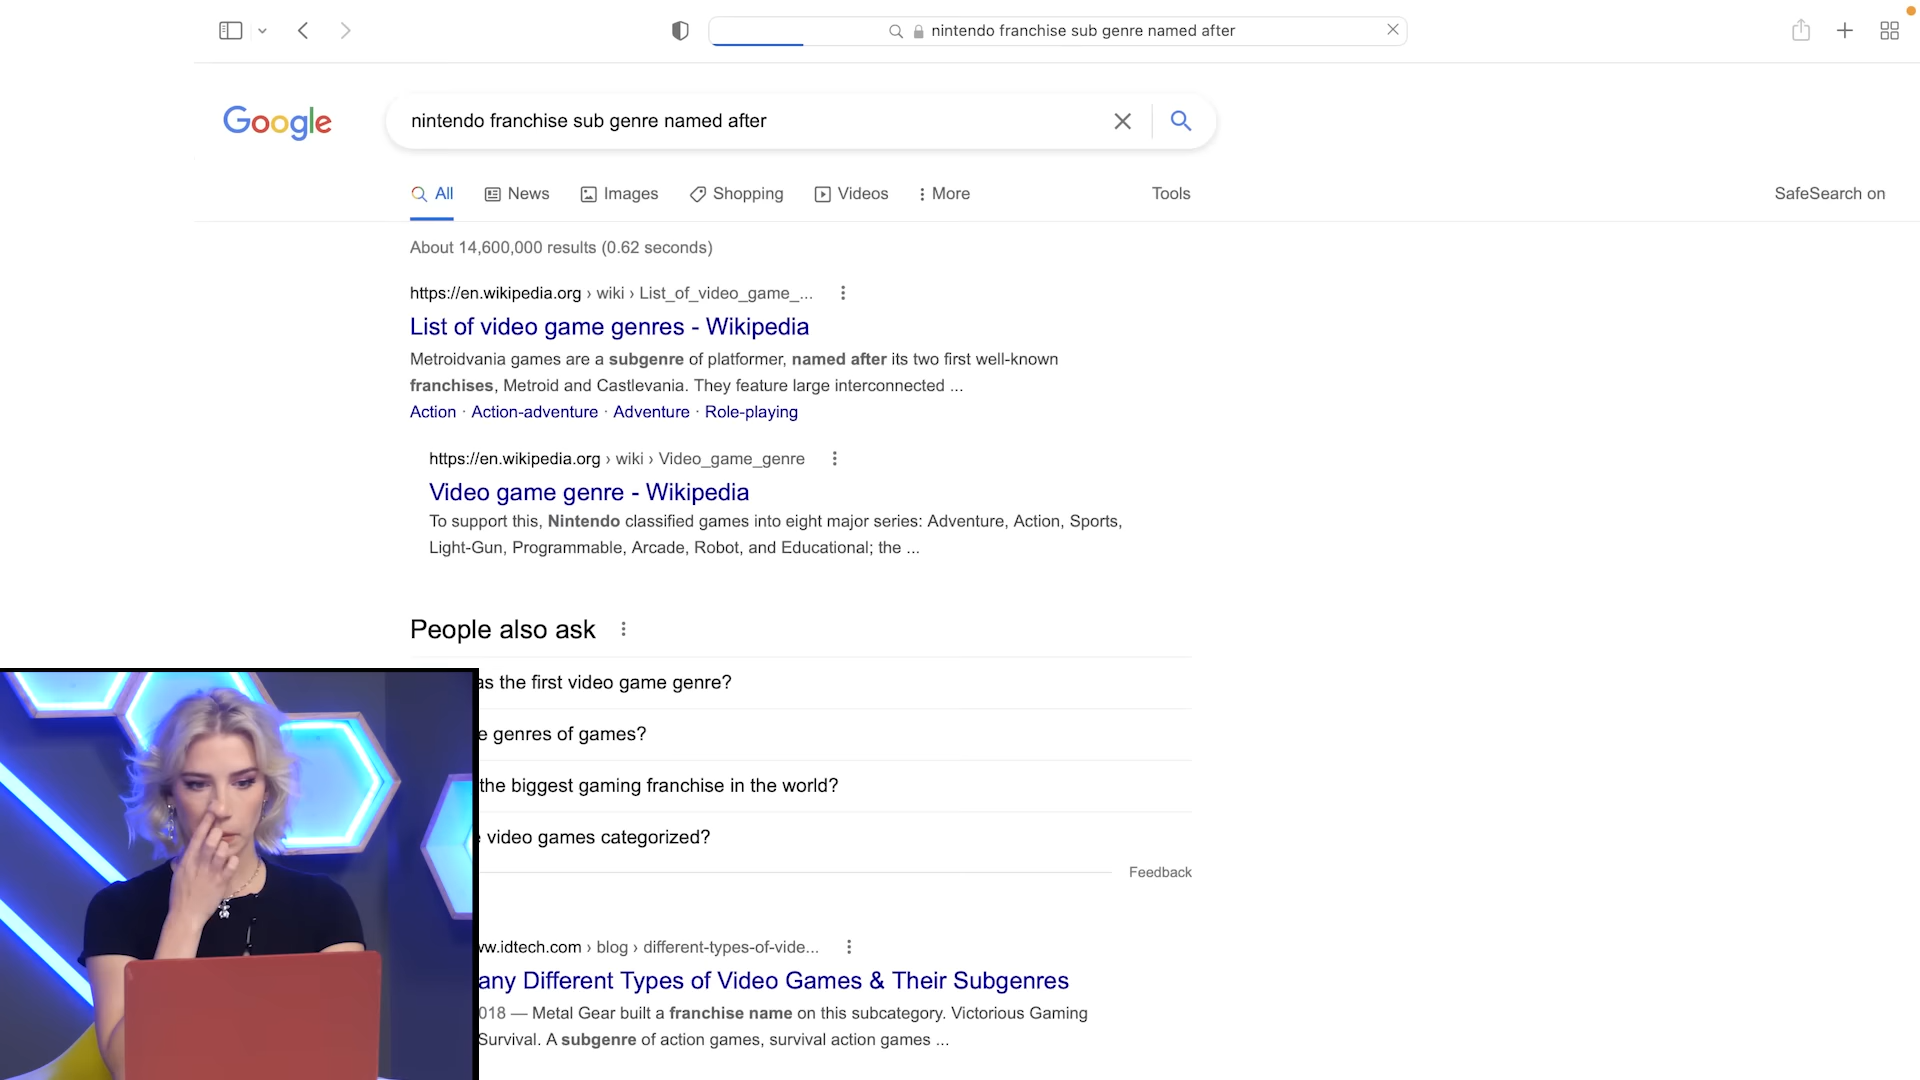 nintendo franchise sub genre named after
Google
nintendo franchise sub genre named after
All News Images Shopping Videos More Tools SafeSearch on
About 14,600,000 results (0.62 seconds)
https://en.wikipedia.org › wiki › List_of_video_game_...
List of video game genres - Wikipedia
Metroidvania games are a subgenre of platformer, named after its two first well-known
franchises, Metroid and Castlevania. They feature large interconnected ...
Action · Action-adventure · Adventure · Role-playing
https://en.wikipedia.org › wiki › Video_game_genre
Video game genre - Wikipedia
To support this, Nintendo classified games into eight major series: Adventure, Action, Sports,
Light-Gun, Programmable, Arcade, Robot, and Educational; the ...
People also ask
as the first video game genre?
e genres of games?
the biggest gaming franchise in the world?
video games categorized?
Feedback
w.idtech.com › blog › different-types-of-vide...
any Different Types of Video Games & Their Subgenres
018 — Metal Gear built a franchise name on this subcategory. Victorious Gaming
Survival. A subgenre of action games, survival action games ...